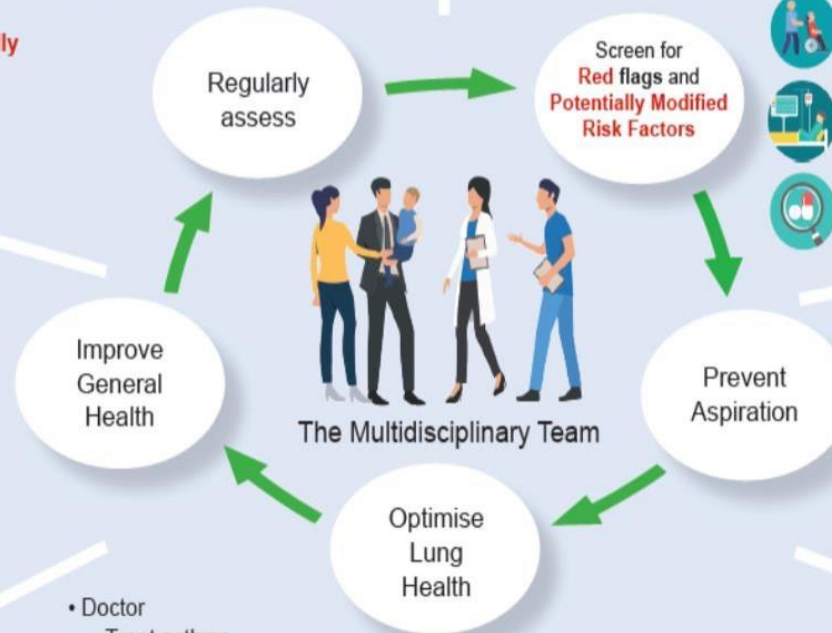 lly
Regularly
assess
Screen for
Red flags and
Potentially Modified
Risk Factors
Improve
General
Health
The Multidisciplinary Team
Prevent
Aspiration
Optimise
Lung
Health
• Doctor